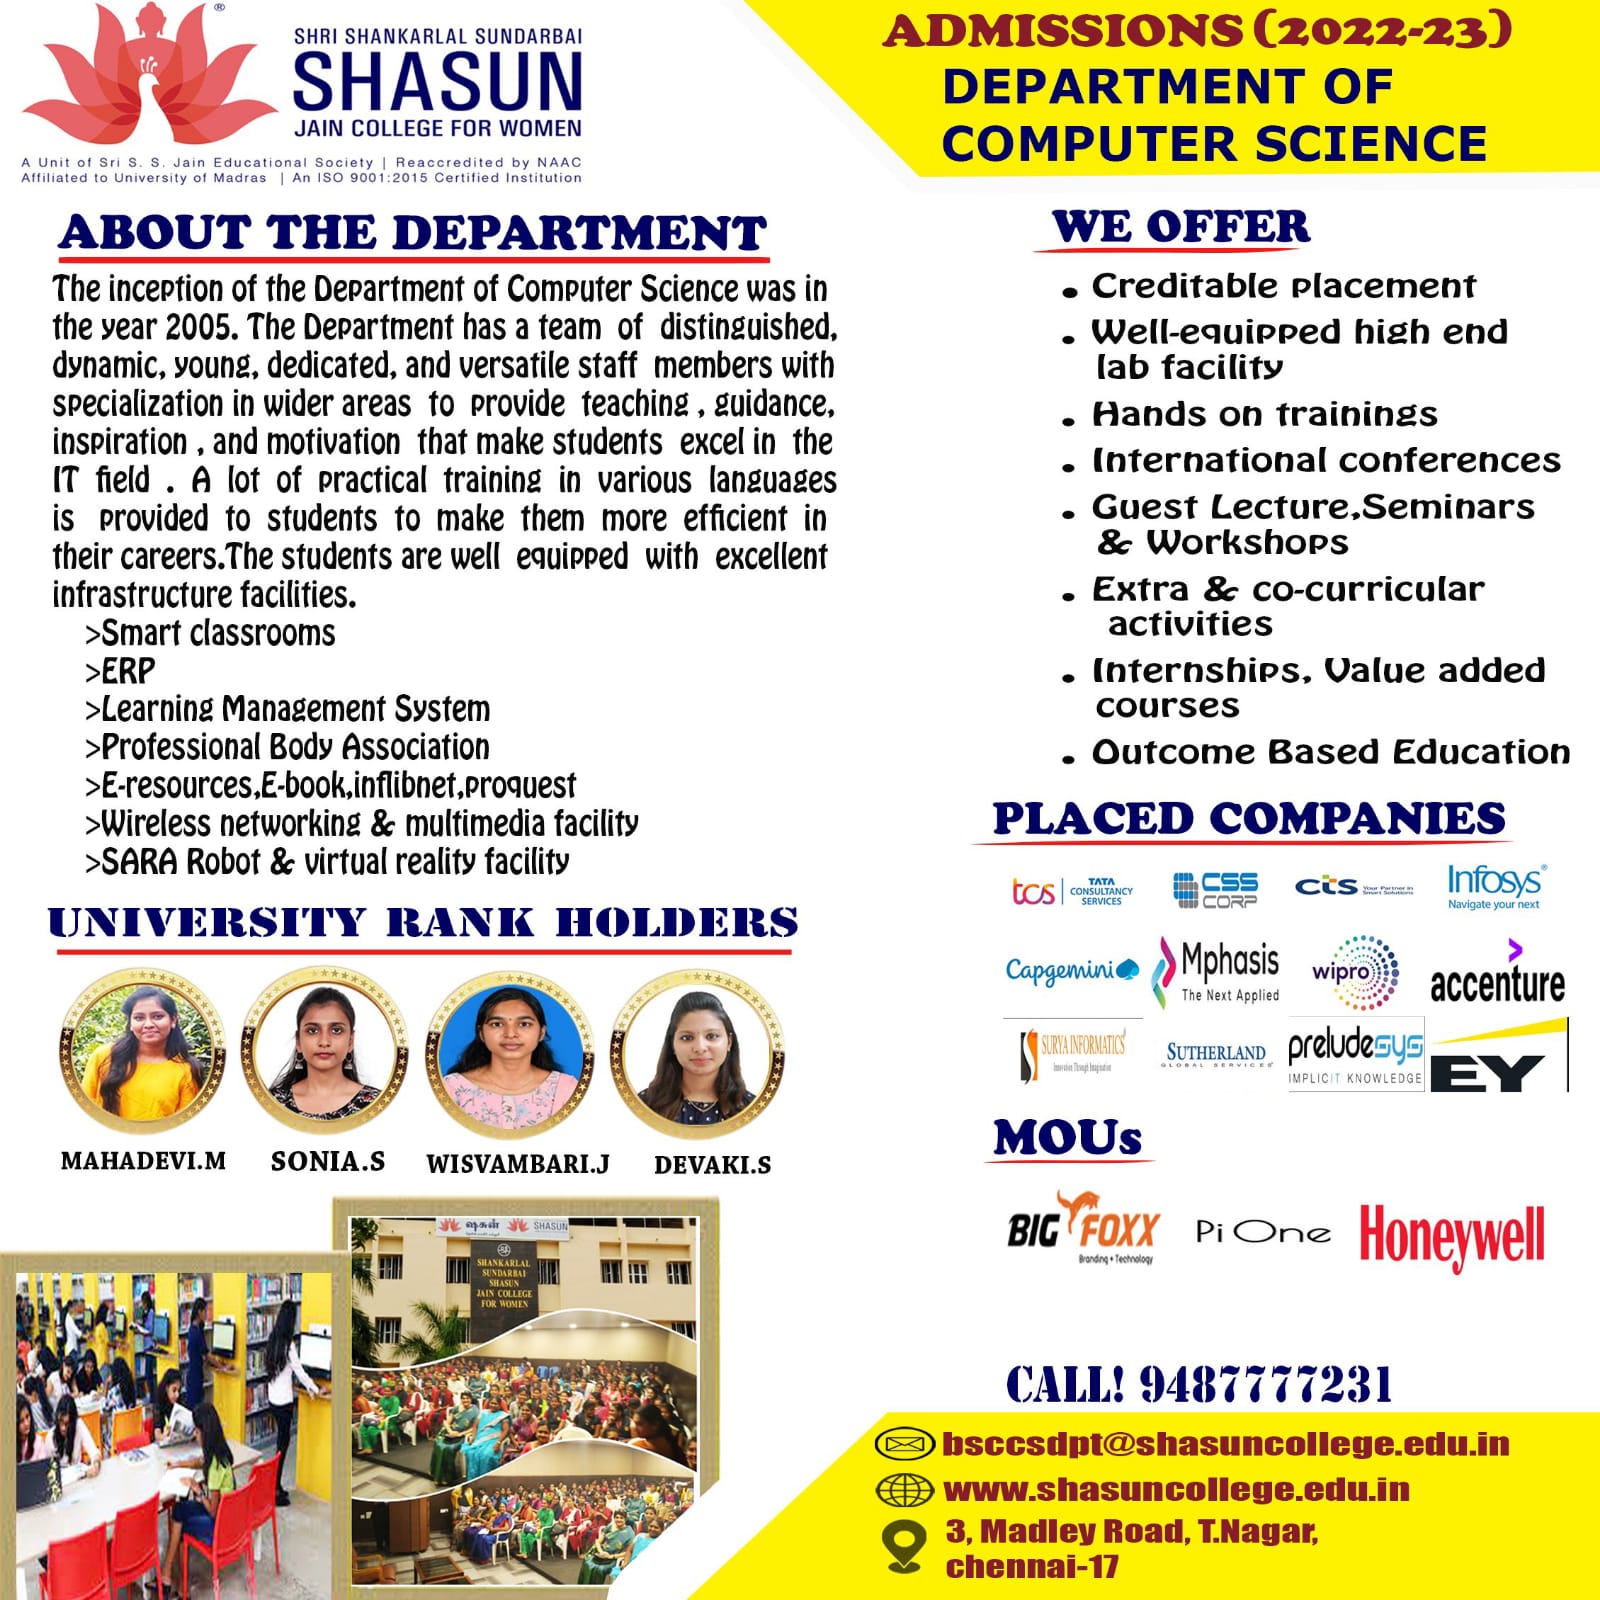 ®
SHRI SHANKARLAL SUNDARBAI
SHASUN
JAIN COLLEGE FOR WOMEN
A Unit of Sri S. S. Jain Educational Society | Reaccredited by NAAC
Affiliated to University of Madras | An ISO 9001:2015 Certified Institution
ADMISSIONS (2022-23)
DEPARTMENT OF
COMPUTER SCIENCE
ABOUT THE DEPARTMENT
The inception of the Department of Computer Science was in
the year 2005. The Department has a team of distinguished,
dynamic, young, dedicated, and versatile staff members with
specialization in wider areas to provide teaching , guidance,
inspiration , and motivation that make students excel in the
IT field . A lot of practical training in various languages
is provided to students to make them more efficient in
their careers.The students are well equipped with excellent
infrastructure facilities.
>Smart classrooms
>ERP
>Learning Management System
>Professional Body Association
>E-resources,E-book,inflibnet,proquest
>Wireless networking & multimedia facility
>SARA Robot & virtual reality facility
UNIVERSITY RANK HOLDERS
MAHADEVI.M SONIA.S WISVAMBARI.J DEVAKI.S
ஷசுன் SHASUN
SHANKARLAL
SUNDARBAI
SHASUN
JAIN COLLEGE
FOR WOMEN
WE OFFER
• Creditable placement
• Well-equipped high end
lab facility
• Hands on trainings
• International conferences
• Guest Lecture,Seminars
& Workshops
• Extra & co-curricular
activities
• Internships, Value added
courses
• Outcome Based Education
PLACED COMPANIES
tcs TATA
CONSULTANCY
SERVICES
CSS
CORP
CTS Your Partner in
Smart Solutions
Infosys®
Navigate your next
Capgemini
Mphasis
The Next Applied
wipro
accenture
SURYA INFORMATICS®
Innovation Through Imagination
SUTHERLAND
GLOBAL SERVICES®
preludesys
IMPLICIT KNOWLEDGE
EY
MOUs
BIG FOXX
Branding + Technology
Pi One
Honeywell
CALL! 9487777231
bsccsdpt@shasuncollege.edu.in
www.shasuncollege.edu.in
3, Madley Road, T.Nagar,
chennai-17